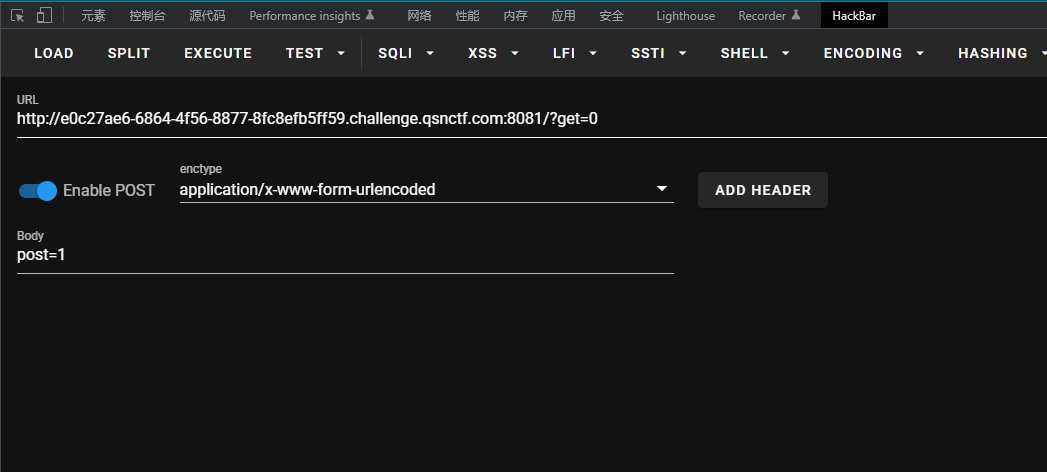 元素 控制台 源代码 Performance insights 网络 性能 内存 应用 安全 Lighthouse Recorder HackBar
LOAD SPLIT EXECUTE TEST SQLI XSS LFI SSTI SHELL ENCODING HASHING
URL
http://e0c27ae6-6864-4f56-8877-8fc8efb5ff59.challenge.qsnctf.com:8081/?get=0
enctype
Enable POST application/x-www-form-urlencoded ADD HEADER
Body
post=1